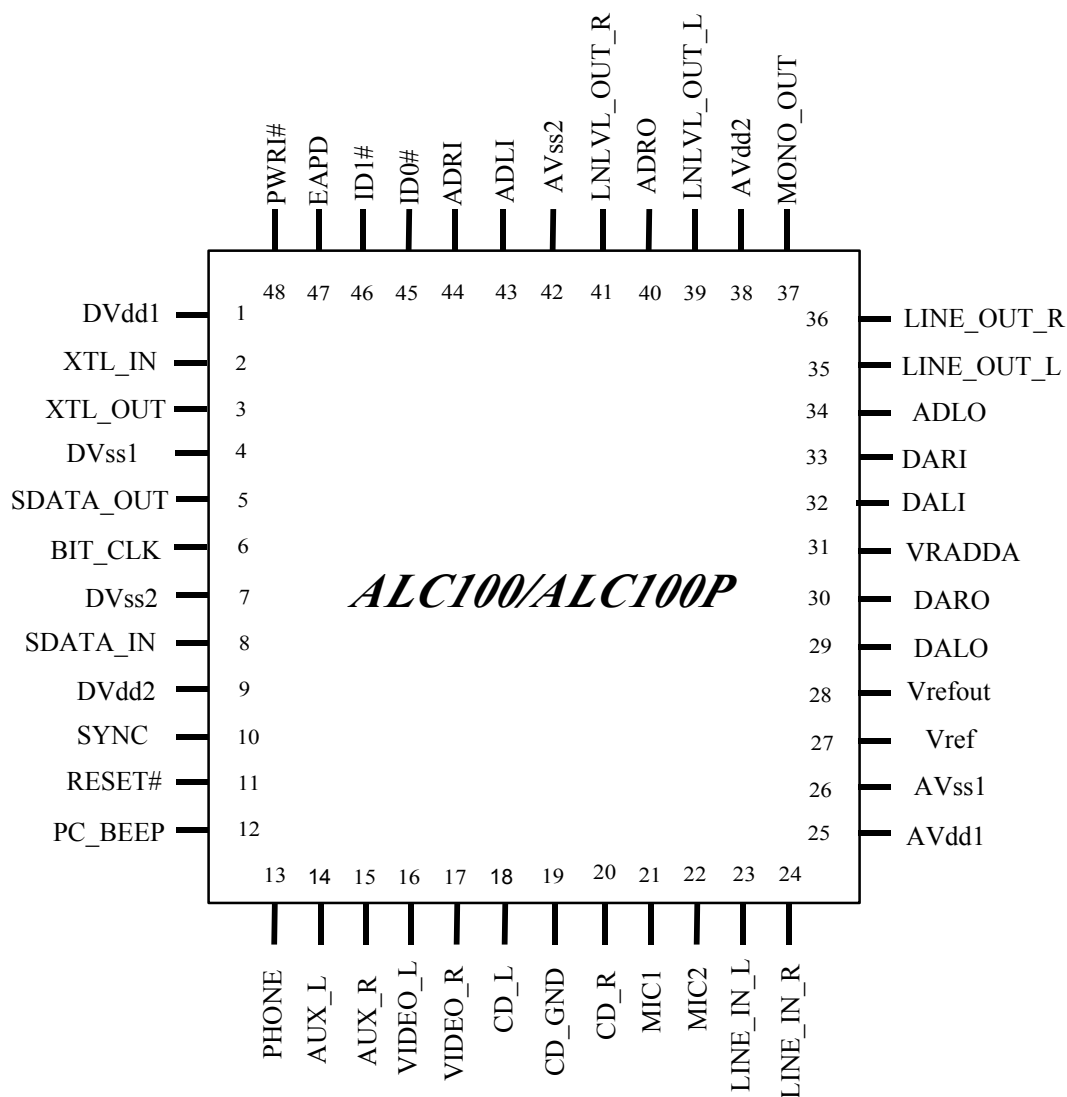 PWRI#
EAPD
ID1#
ID0#
ADRI
ADLI
AVss2
LNLVL_OUT_R
ADRO
LNLVL_OUT_L
AVdd2
MONO_OUT
48 47 46 45 44 43 42 41 40 39 38 37
DVdd1 1
XTL_IN 2
XTL_OUT 3
DVss1 4
SDATA_OUT 5
BIT_CLK 6
DVss2 7
SDATA_IN 8
DVdd2 9
SYNC 10
RESET# 11
PC_BEEP 12
ALC100/ALC100P
36 LINE_OUT_R
35 LINE_OUT_L
34 ADLO
33 DARI
32 DALI
31 VRADDA
30 DARO
29 DALO
28 Vrefout
27 Vref
26 AVss1
25 AVdd1
13 14 15 16 17 18 19 20 21 22 23 24
PHONE
AUX_L
AUX_R
VIDEO_L
VIDEO_R
CD_L
CD_GND
CD_R
MIC1
MIC2
LINE_IN_L
LINE_IN_R